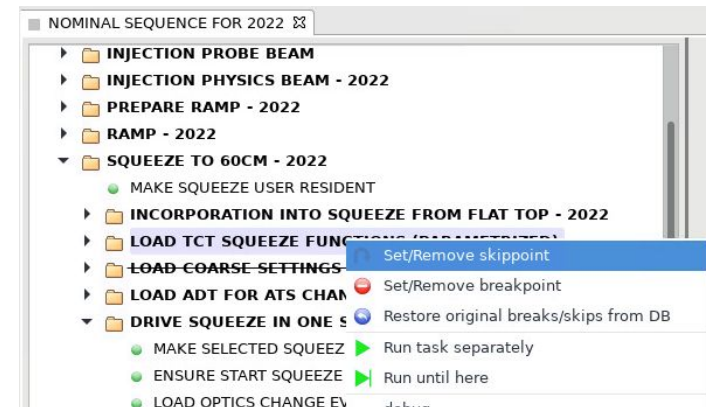 NOMINAL SEQUENCE FOR 2022
INJECTION PROBE BEAM
INJECTION PHYSICS BEAM - 2022
PREPARE RAMP - 2022
RAMP - 2022
SQUEEZE TO 60CM - 2022
MAKE SQUEEZE USER RESIDENT
INCORPORATION INTO SQUEEZE FROM FLAT TOP - 2022
LOAD TCT SQUEEZE FUNCTIONS (PARAMETRIZED)
Set/Remove skippoint
LOAD COARSE SETTINGS
Set/Remove breakpoint
LOAD ADT FOR ATS CHAN
Restore original breaks/skips from DB
DRIVE SQUEEZE IN ONE S
MAKE SELECTED SQUEEZ
Run task separately
ENSURE START SQUEEZE
Run until here
LOAD OPTICS CHANGE EV
debug